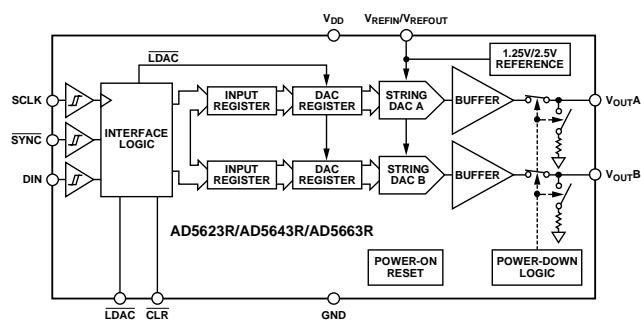 VDD
VREFIN/VREFOUT
LDAC
1.25V/2.5V
REFERENCE
SCLK
SYNC
DIN
INTERFACE
LOGIC
INPUT
REGISTER
DAC
REGISTER
STRING
DAC A
BUFFER
VOUTA
INPUT
REGISTER
DAC
REGISTER
STRING
DAC B
BUFFER
VOUTB
AD5623R/AD5643R/AD5663R
POWER-ON
RESET
POWER-DOWN
LOGIC
LDAC
CLR
GND